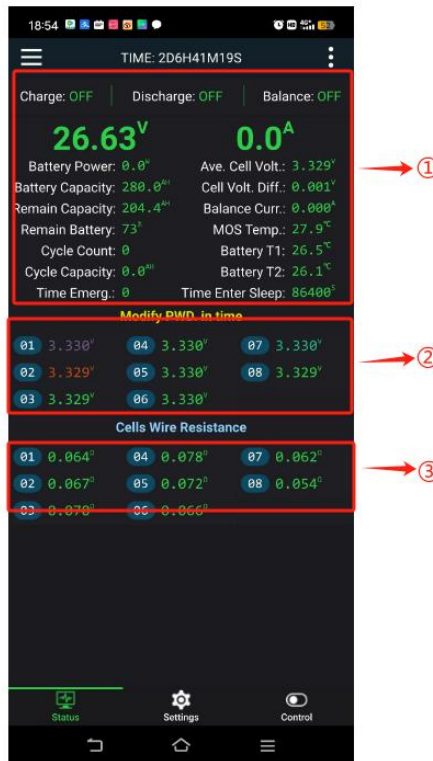 18:54
TIME: 2D6H41M19S
Charge: OFF Discharge: OFF Balance: OFF
26.63V 0.0A
Battery Power: 0.0W Ave. Cell Volt.: 3.329V
Battery Capacity: 280.0AH Cell Volt. Diff.: 0.001V
Remain Capacity: 204.4AH Balance Curr.: 0.000A
Remain Battery: 73% MOS Temp.: 27.9℃
Cycle Count: 0 Battery T1: 26.5℃
Cycle Capacity: 0.0AH Battery T2: 26.1℃
Time Emerg.: 0 Time Enter Sleep: 86400S
①
Modify PWD. in time
01 3.330V 04 3.330V 07 3.330V
02 3.329V 05 3.330V 08 3.329V
03 3.329V 06 3.330V
②
Cells Wire Resistance
01 0.064Ω 04 0.078Ω 07 0.062Ω
02 0.067Ω 05 0.072Ω 08 0.054Ω
03 0.070Ω 06 0.066Ω
③
Status Settings Control